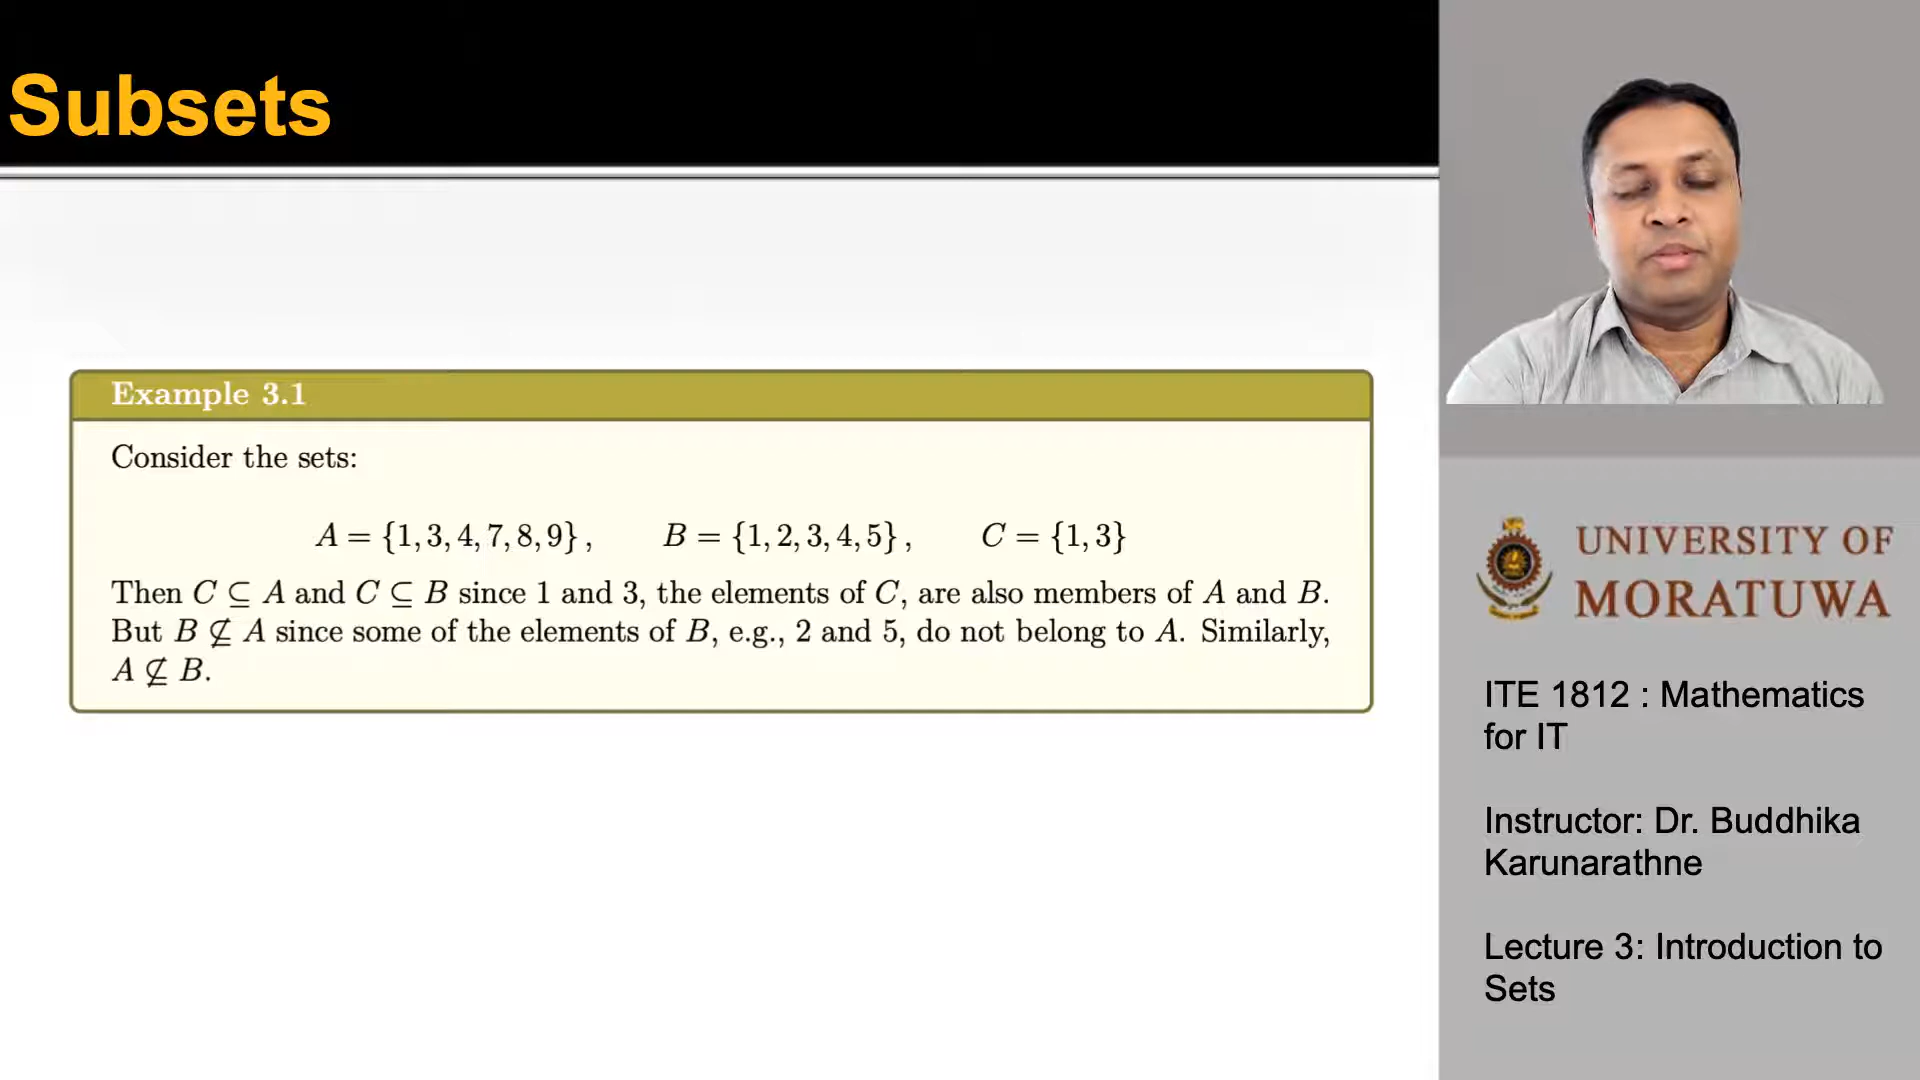 Subsets
Example 3.1
Consider the sets:
A = {1, 3, 4, 7, 8, 9} , B = {1, 2, 3, 4, 5} , C = {1, 3}
Then C ⊆ A and C ⊆ B since 1 and 3, the elements of C, are also members of A and B.
But B ⊈ A since some of the elements of B, e.g., 2 and 5, do not belong to A. Similarly,
A ⊈ B.
UNIVERSITY OF
MORATUWA
ITE 1812 : Mathematics
for IT
Instructor: Dr. Buddhika
Karunarathne
Lecture 3: Introduction to
Sets